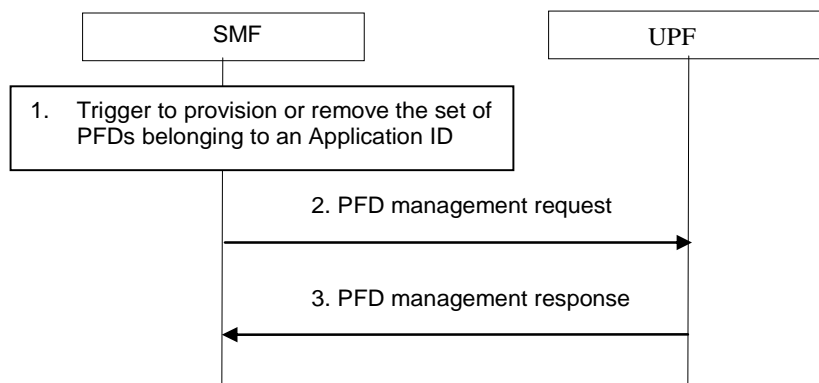 SMF
UPF
1. Trigger to provision or remove the set of
PFDs belonging to an Application ID
2. PFD management request
3. PFD management response